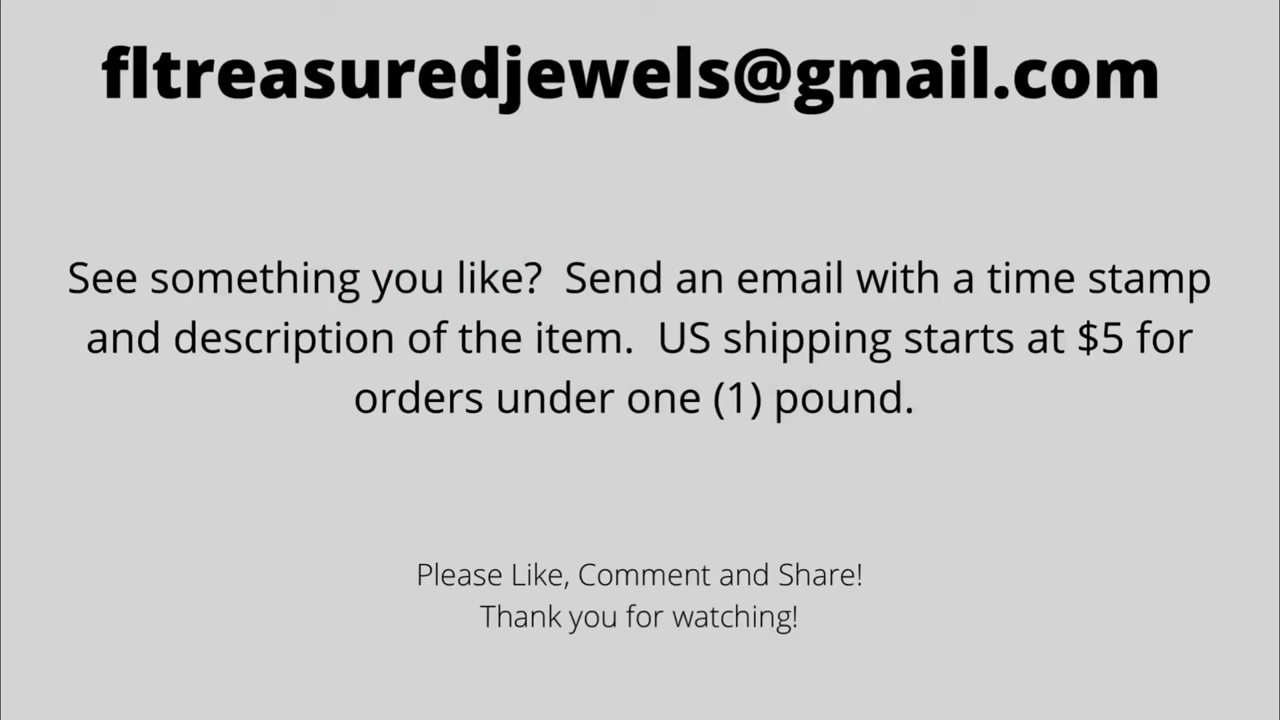 fltreasuredjewels@gmail.com
See something you like?  Send an email with a time stamp
and description of the item.  US shipping starts at $5 for
orders under one (1) pound.
Please Like, Comment and Share!
Thank you for watching!